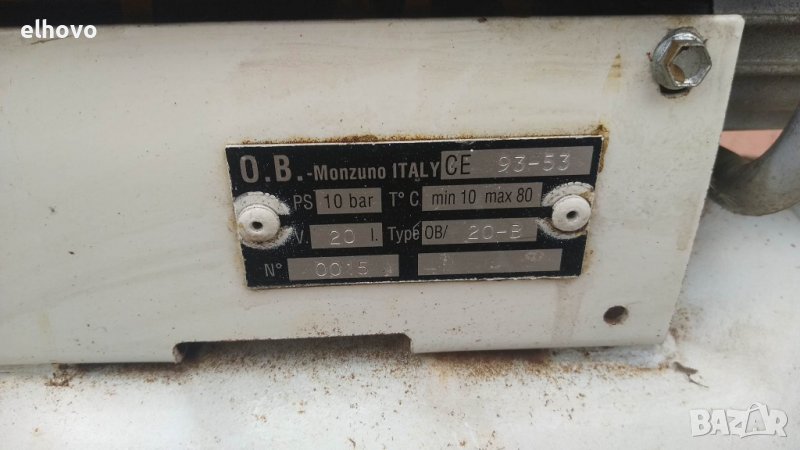 elhovo
O.B.-Monzuno ITALY CE 93-53
PS 10 bar T° C min 10 max 80
V. 20 l. Type OB/ 20-B
N° 0015
BAZAR